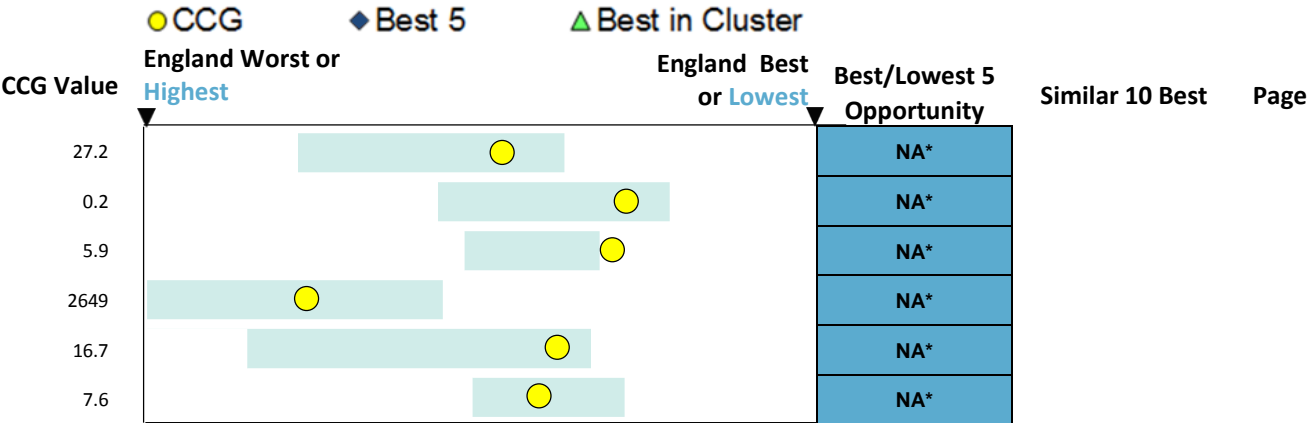 CCG Best 5 Best in Cluster
CCG Value England Worst or Highest England Best or Lowest Best/Lowest 5 Opportunity Similar 10 Best Page
27.2 NA*
0.2 NA*
5.9 NA*
2649 NA*
16.7 NA*
7.6 NA*